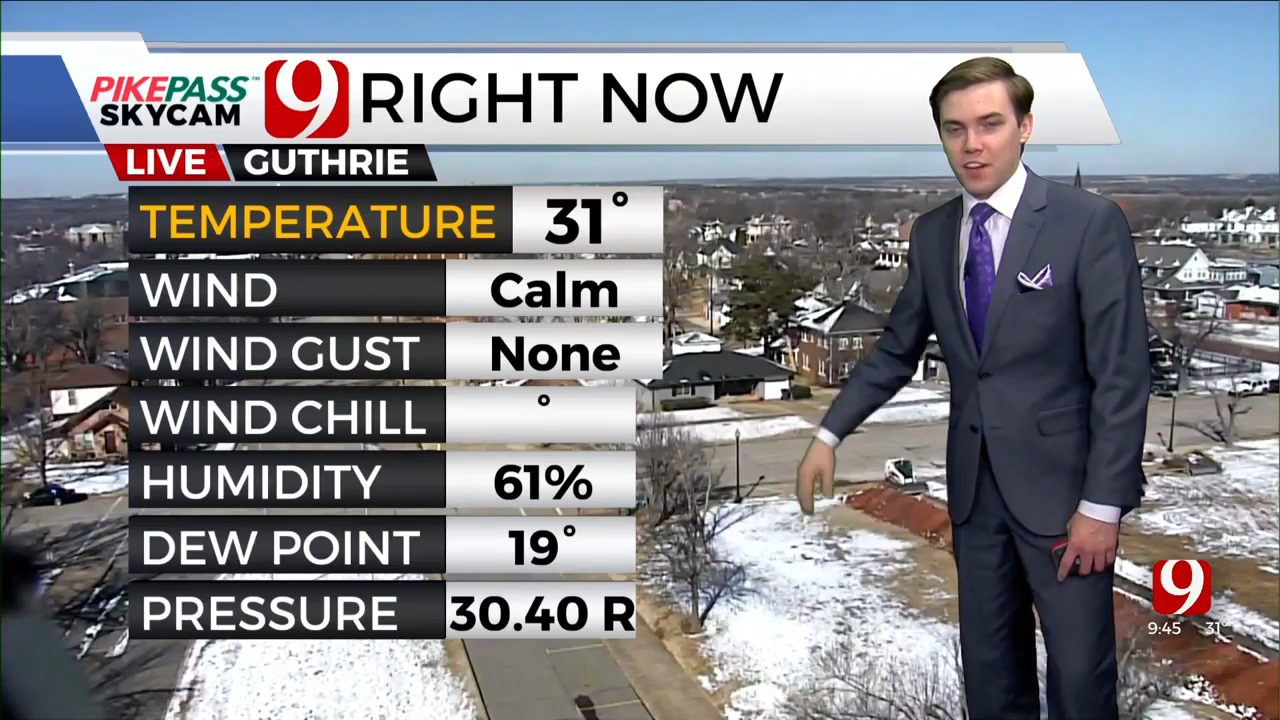 PIKEPASS™
SKYCAM
9 RIGHT NOW
LIVE GUTHRIE
TEMPERATURE 31°
WIND Calm
WIND GUST None
WIND CHILL °
HUMIDITY 61%
DEW POINT 19°
PRESSURE 30.40 R
9
9:45 31°